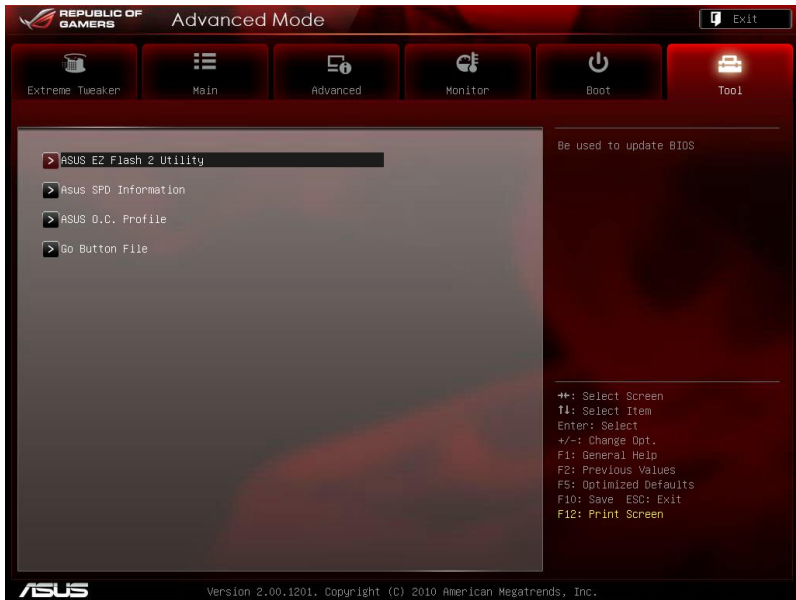 REPUBLIC OF
GAMERS
Advanced Mode
Exit
Extreme Tweaker
Main
Advanced
Monitor
Boot
Tool
> ASUS EZ Flash 2 Utility
> Asus SPD Information
> ASUS O.C. Profile
> Go Button File
Be used to update BIOS
→←: Select Screen
↑↓: Select Item
Enter: Select
+/-: Change Opt.
F1: General Help
F2: Previous Values
F5: Optimized Defaults
F10: Save ESC: Exit
F12: Print Screen
ASUS
Version 2.00.1201. Copyright (C) 2010 American Megatrends, Inc.